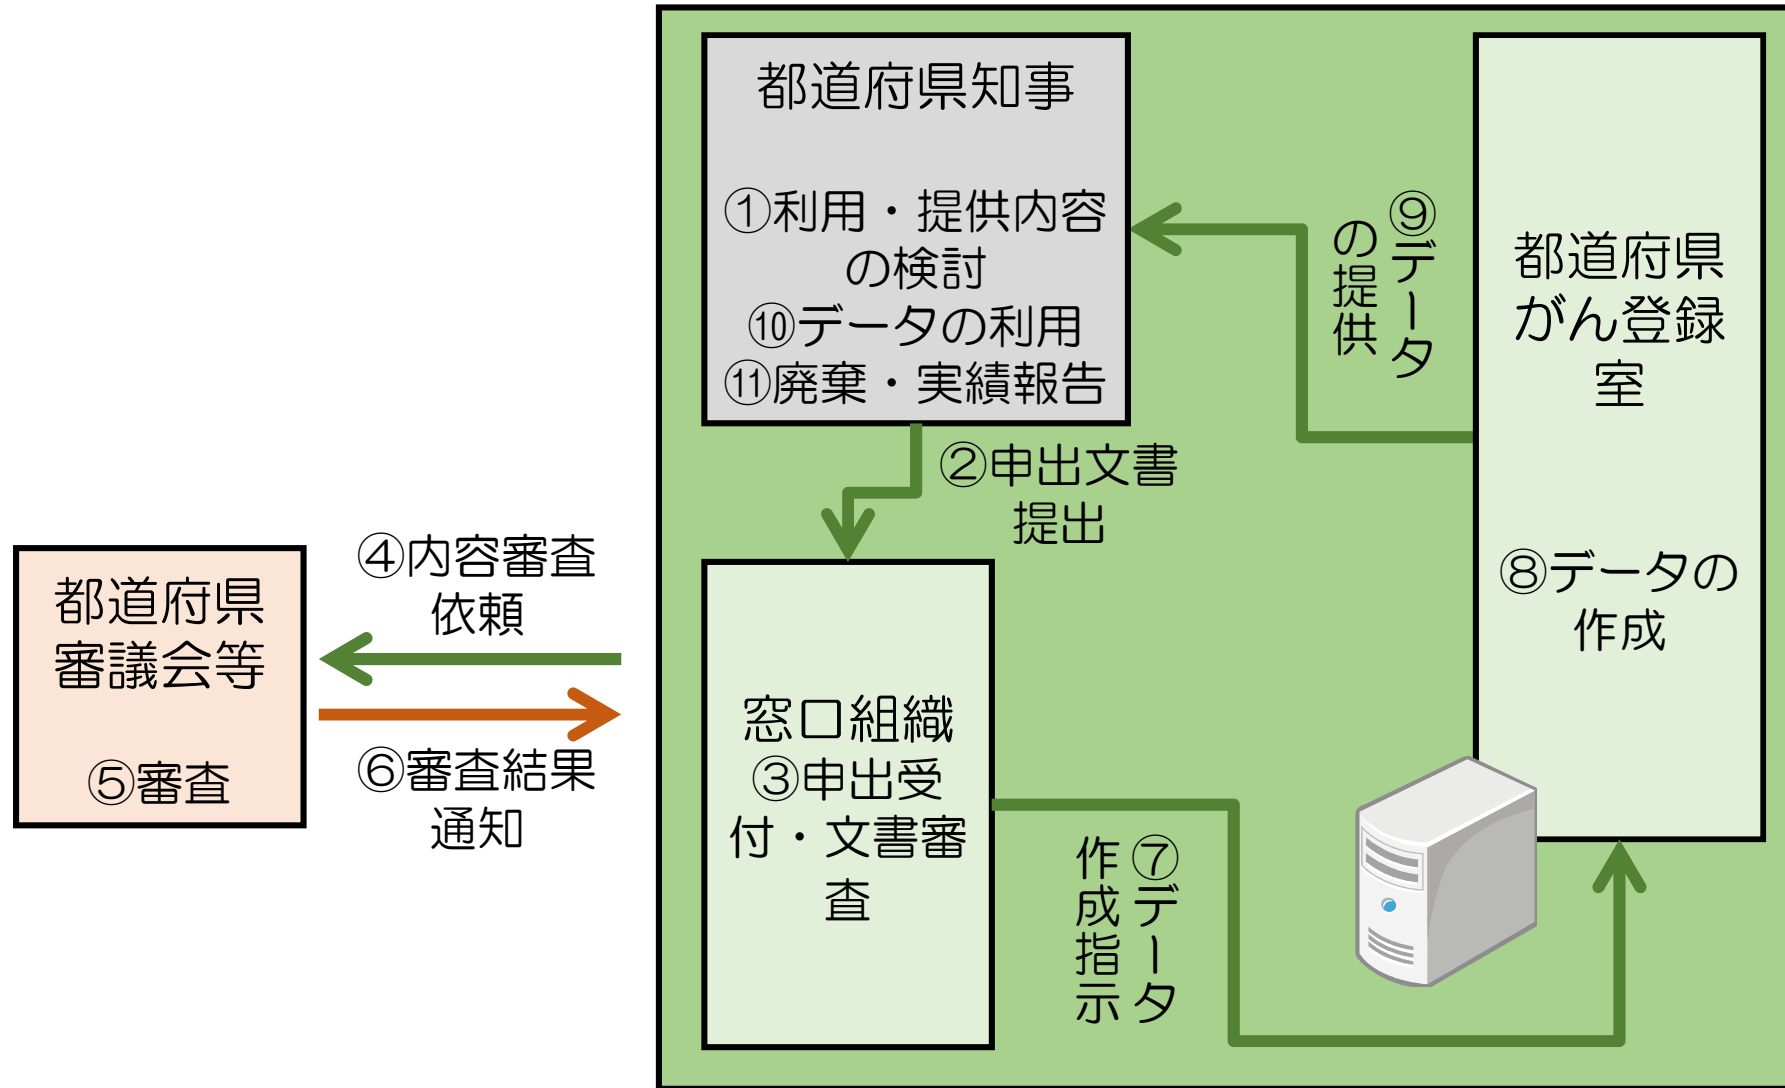 都道府県知事
①利用・提供内容
の検討
⑩データの利用
⑪廃棄・実績報告
②申出文書
提出
窓口組織
③申出受
付・文書審
査
④内容審査
依頼
都道府県
審議会等
⑤審査
⑥審査結果
通知
⑦データ
作成指示
都道府県
がん登録
室
⑧データの
作成
⑨データ
の提供